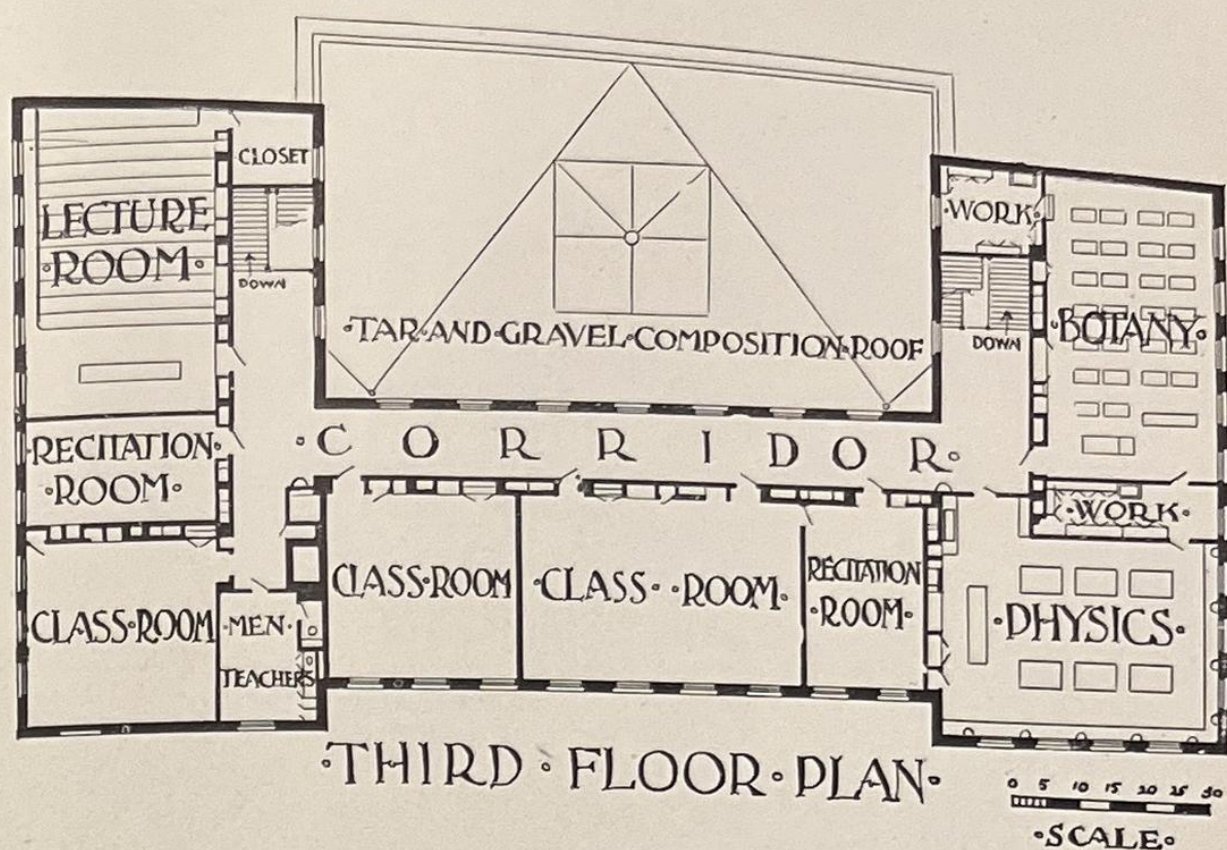 CLOSET
LECTURE
·ROOM·
DOWN
·WORK·
·BOTANY·
DOWN
·TAR·AND·GRAVEL·COMPOSITION·ROOF
·CORRIDOR·
RECITATION·
·ROOM·
·WORK·
CLASS·ROOM
·CLASS· ·ROOM·
RECITATION
·ROOM·
·PHYSICS·
CLASS·ROOM
·MEN·
TEACHERS
·THIRD·FLOOR·PLAN·
0 5 10 15 20 25 30
·SCALE·